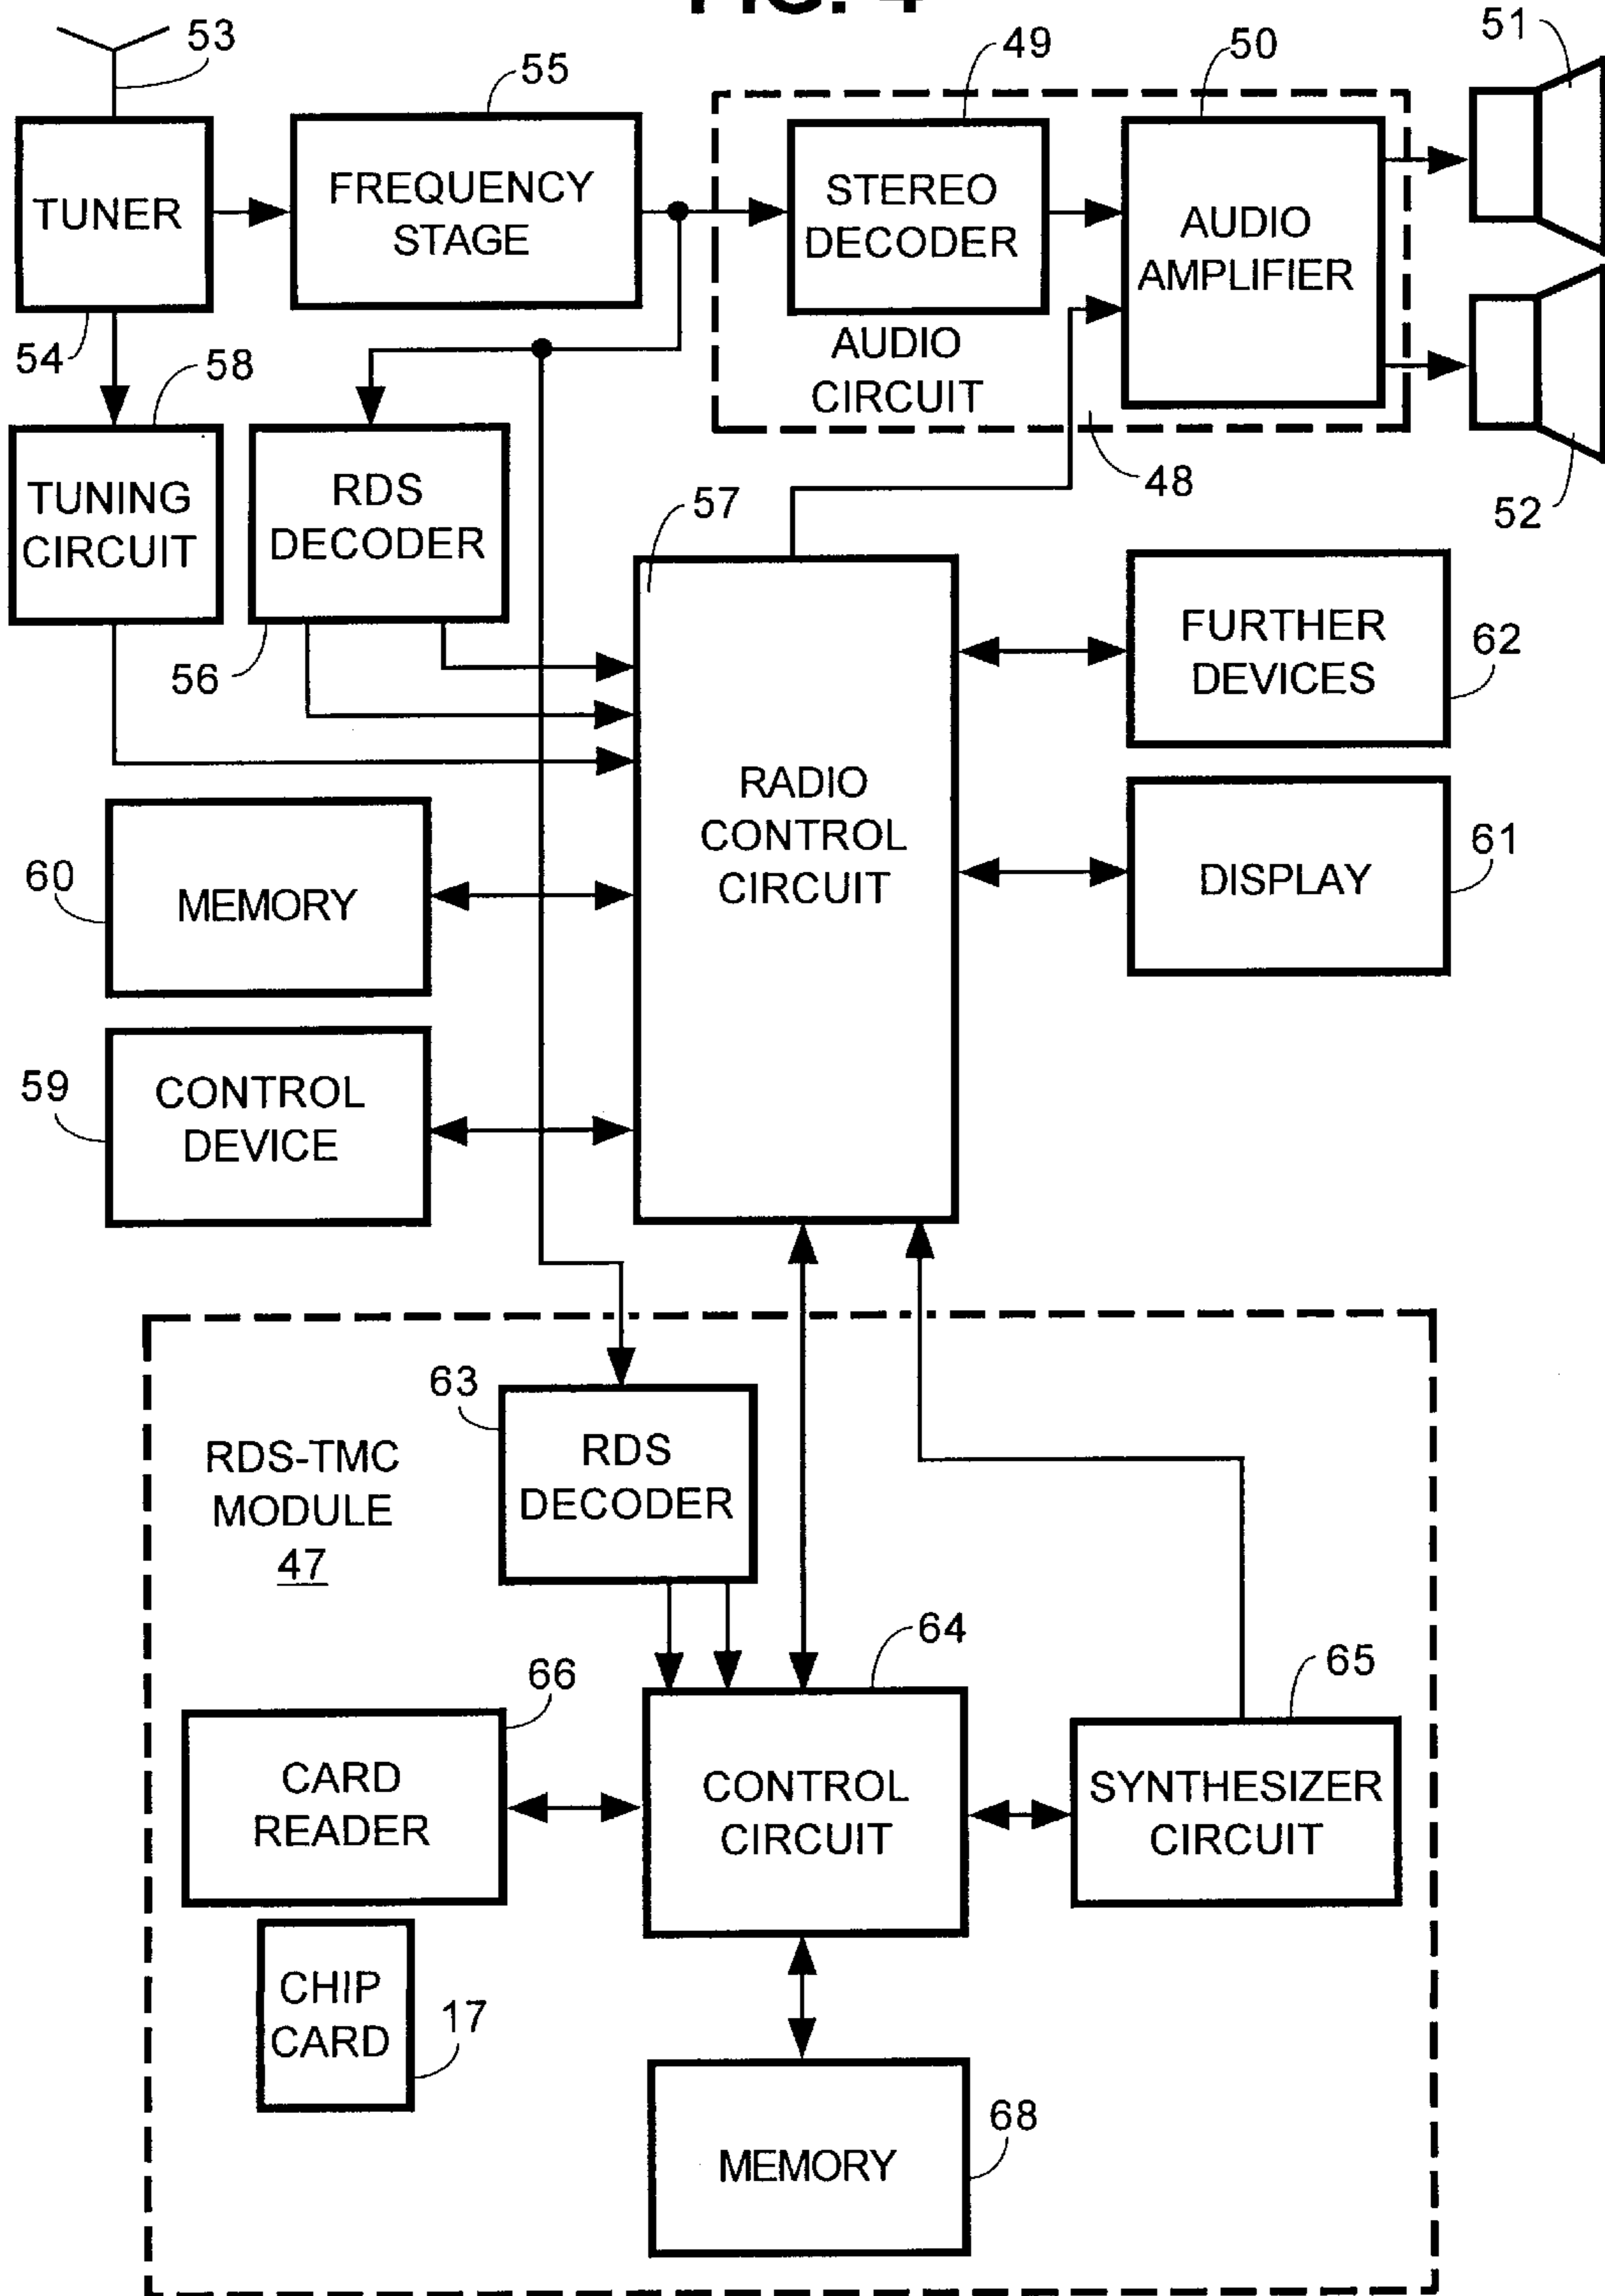 FIG. 4
53
55
49
50
51
TUNER
FREQUENCY
STAGE
STEREO
DECODER
AUDIO
AMPLIFIER
54
58
AUDIO
CIRCUIT
48
52
TUNING
CIRCUIT
RDS
DECODER
57
56
FURTHER
DEVICES
62
RADIO
CONTROL
CIRCUIT
60
MEMORY
DISPLAY
61
59
CONTROL
DEVICE
63
RDS-TMC
MODULE
47
RDS
DECODER
64
66
65
CARD
READER
CONTROL
CIRCUIT
SYNTHESIZER
CIRCUIT
CHIP
CARD
17
MEMORY
68